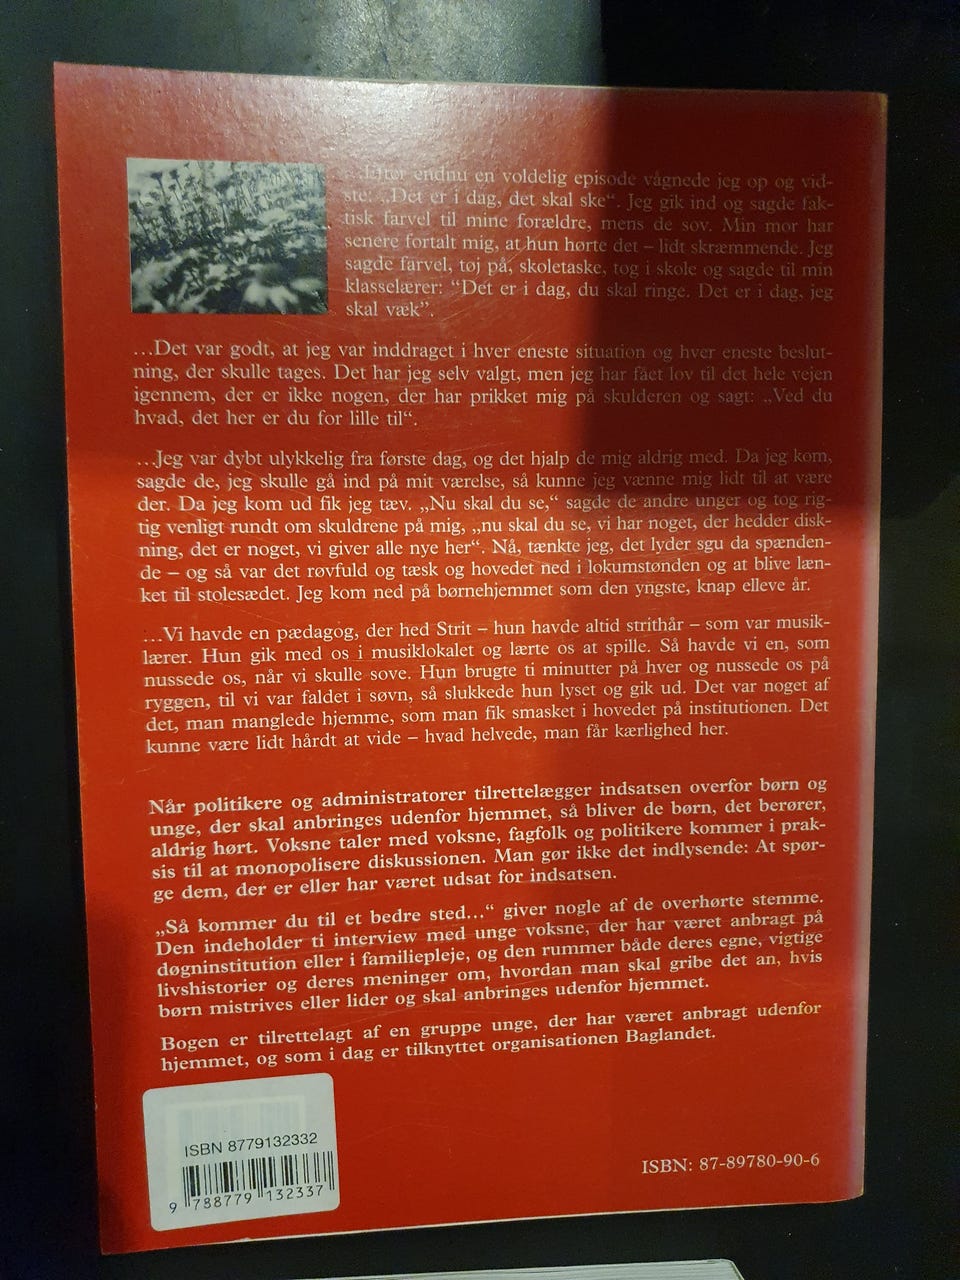 ...Efter endnu en voldelig episode vågnede jeg op og vid-
ste: „Det er i dag, det skal ske“. Jeg gik ind og sagde fak-
tisk farvel til mine forældre, mens de sov. Min mor har
senere fortalt mig, at hun hørte det – lidt skræmmende. Jeg
sagde farvel, tøj på, skoletaske, tog i skole og sagde til min
klasselærer: “Det er i dag, du skal ringe. Det er i dag, jeg
skal væk”.
...Det var godt, at jeg var inddraget i hver eneste situation og hver eneste beslut-
ning, der skulle tages. Det har jeg selv valgt, men jeg har fået lov til det hele vejen
igennem, der er ikke nogen, der har prikket mig på skulderen og sagt: „Ved du
hvad, det her er du for lille til“.
...Jeg var dybt ulykkelig fra første dag, og det hjalp de mig aldrig med. Da jeg kom,
sagde de, jeg skulle gå ind på mit værelse, så kunne jeg vænne mig lidt til at være
der. Da jeg kom ud fik jeg tæv. „Nu skal du se,“ sagde de andre unger og tog rig-
tig venligt rundt om skuldrene på mig, „nu skal du se, vi har noget, der hedder disk-
ning, det er noget, vi giver alle nye her“. Nå, tænkte jeg, det lyder sgu da spænden-
de – og så var det røvfuld og tæsk og hovedet ned i lokumstønden og at blive læn-
ket til stolesædet. Jeg kom ned på børnehjemmet som den yngste, knap elleve år.
...Vi havde en pædagog, der hed Strit – hun havde altid strithår – som var musik-
lærer. Hun gik med os i musiklokalet og lærte os at spille. Så havde vi en, som
nussede os, når vi skulle sove. Hun brugte ti minutter på hver og nussede os på
ryggen, til vi var faldet i søvn, så slukkede hun lyset og gik ud. Det var noget af
det, man manglede hjemme, som man fik smasket i hovedet på institutionen. Det
kunne være lidt hårdt at vide – hvad helvede, man får kærlighed her.
Når politikere og administratorer tilrettelægger indsatsen overfor børn og
unge, der skal anbringes udenfor hjemmet, så bliver de børn, det berører,
aldrig hørt. Voksne taler med voksne, fagfolk og politikere kommer i prak-
sis til at monopolisere diskussionen. Man gør ikke det indlysende: At spør-
ge dem, der er eller har været udsat for indsatsen.
„Så kommer du til et bedre sted...“ giver nogle af de overhørte stemme.
Den indeholder ti interview med unge voksne, der har været anbragt på
døgninstitution eller i familiepleje, og den rummer både deres egne, vigtige
livshistorier og deres meninger om, hvordan man skal gribe det an, hvis
børn mistrives eller lider og skal anbringes udenfor hjemmet.
Bogen er tilrettelagt af en gruppe unge, der har været anbragt udenfor
hjemmet, og som i dag er tilknyttet organisationen Baglandet.
ISBN 8779132332
9 788779 132337
ISBN: 87-89780-90-6